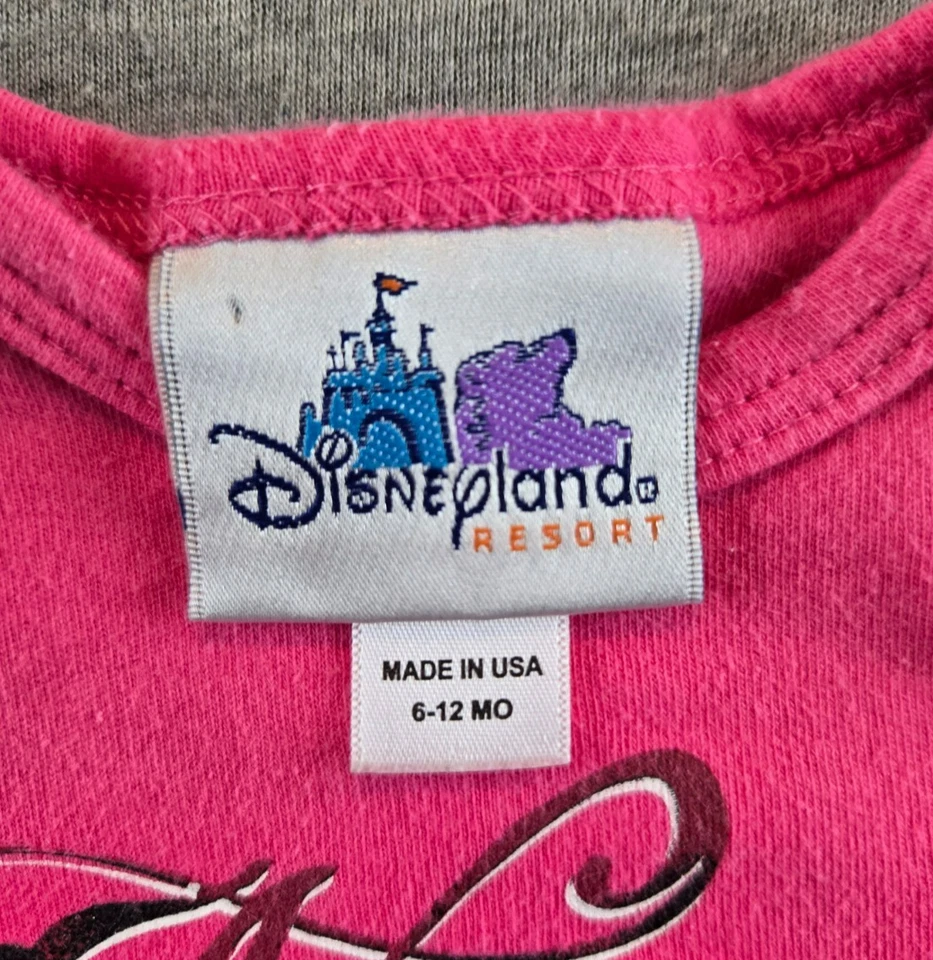 Disneyland®
RESORT
MADE IN USA
6-12 MO